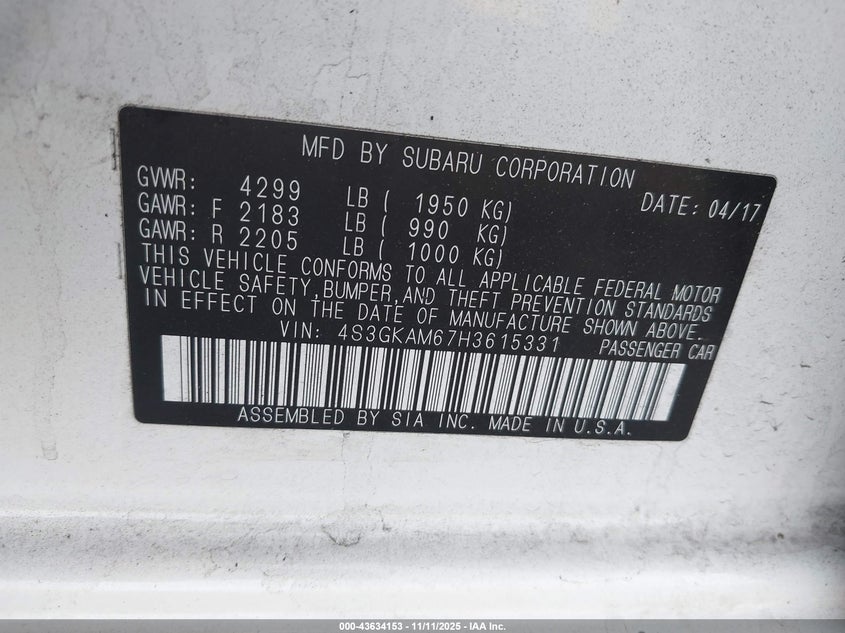 MFD BY SUBARU CORPORATION
GVWR: 4299 LB ( 1950 KG) DATE: 04/17
GAWR: F 2183 LB ( 990 KG)
GAWR: R 2205 LB ( 1000 KG)
THIS VEHICLE CONFORMS TO ALL APPLICABLE FEDERAL MOTOR
VEHICLE SAFETY, BUMPER, AND THEFT PREVENTION STANDARDS
IN EFFECT ON THE DATE OF MANUFACTURE SHOWN ABOVE.
VIN: 4S3GKAM67H3615331 PASSENGER CAR
ASSEMBLED BY SIA INC. MADE IN U.S.A.
000-43634153 - 11/11/2025 - IAA Inc.